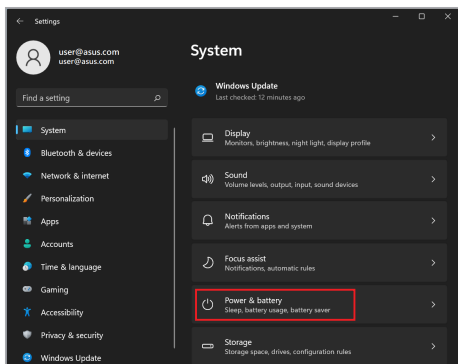 Settings
user@asus.com
user@asus.com
Find a setting
System
Bluetooth & devices
Network & internet
Personalization
Apps
Accounts
Time & language
Gaming
Accessibility
Privacy & security
Windows Update
System
Windows Update
Last checked: 12 minutes ago
Display
Monitors, brightness, night light, display profile
Sound
Volume levels, output, input, sound devices
Notifications
Alerts from apps and system
Focus assist
Notifications, automatic rules
Power & battery
Sleep, battery usage, battery saver
Storage
Storage space, drives, configuration rules